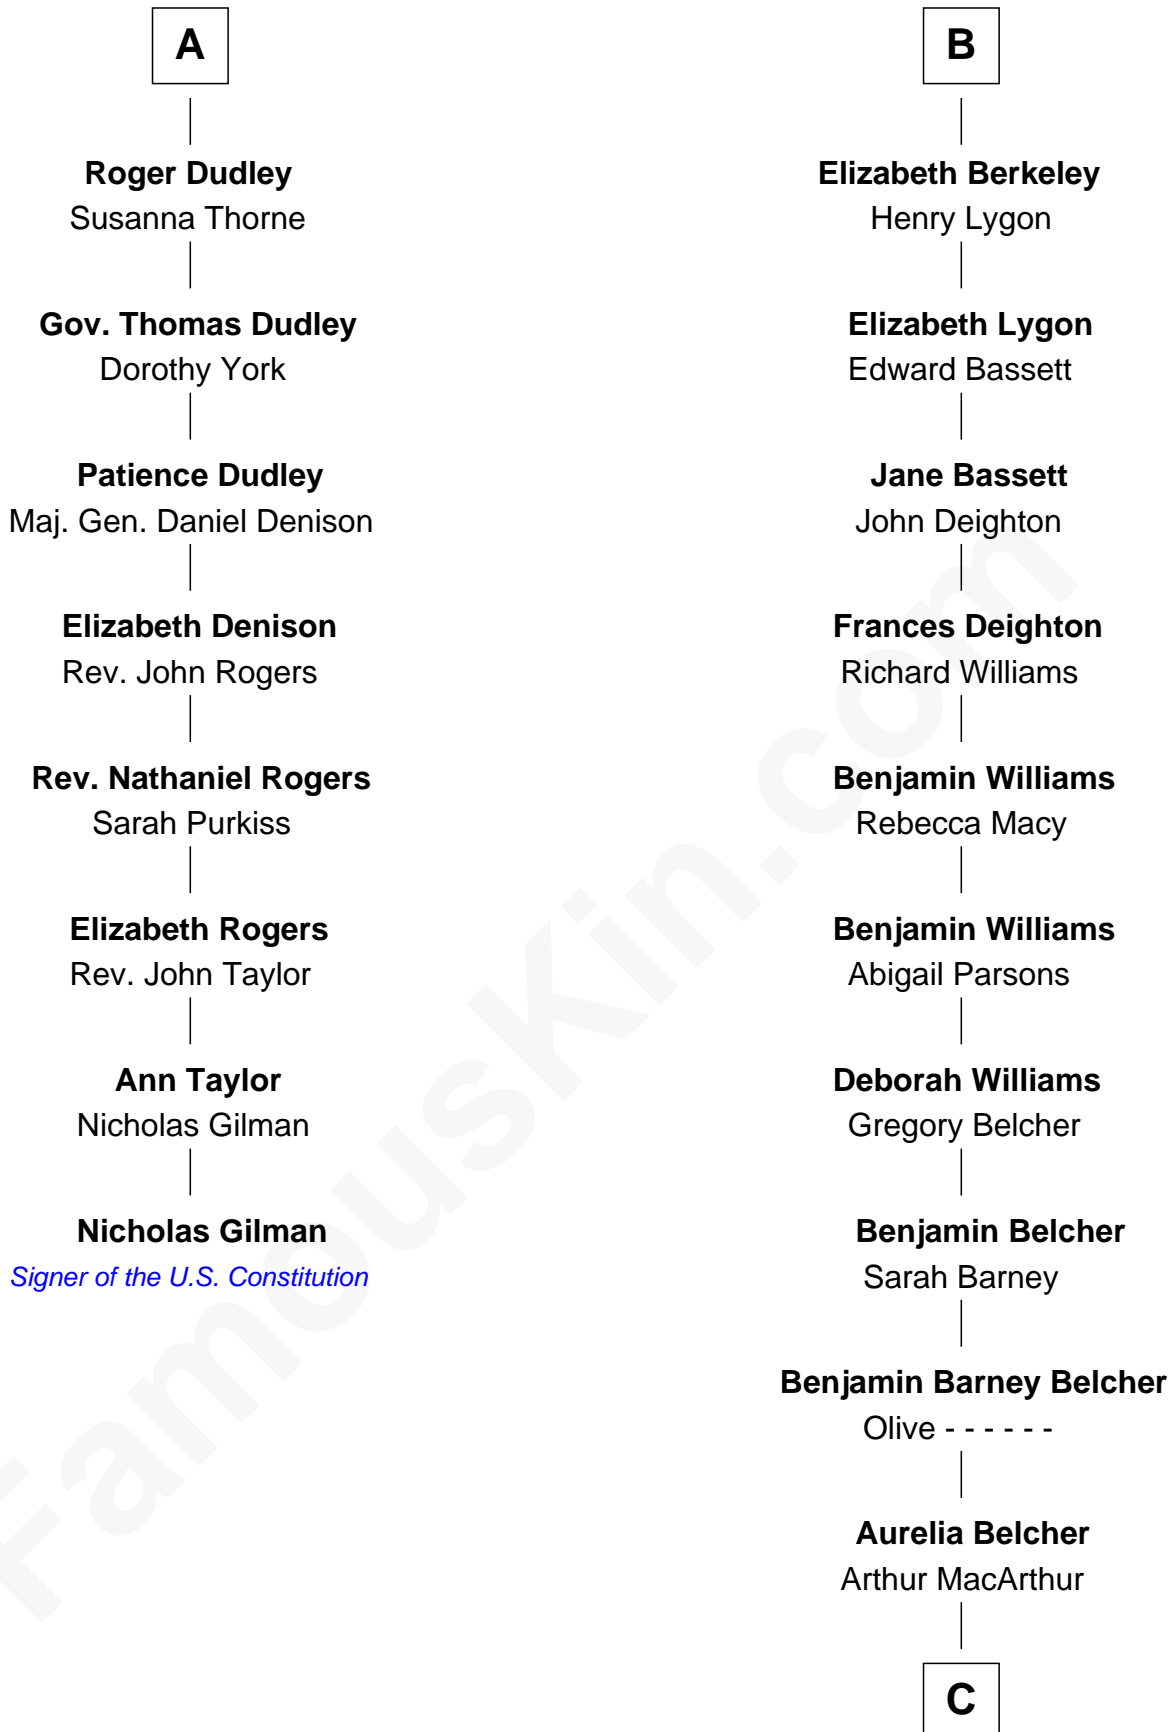 A
Roger Dudley
Susanna Thorne
Gov. Thomas Dudley
Dorothy York
Patience Dudley
Maj. Gen. Daniel Denison
Elizabeth Denison
Rev. John Rogers
Rev. Nathaniel Rogers
Sarah Purkiss
Elizabeth Rogers
Rev. John Taylor
Ann Taylor
Nicholas Gilman
Nicholas Gilman
Signer of the U.S. Constitution
B
Elizabeth Berkeley
Henry Lygon
Elizabeth Lygon
Edward Bassett
Jane Bassett
John Deighton
Frances Deighton
Richard Williams
Benjamin Williams
Rebecca Macy
Benjamin Williams
Abigail Parsons
Deborah Williams
Gregory Belcher
Benjamin Belcher
Sarah Barney
Benjamin Barney Belcher
Olive - - - - - -
Aurelia Belcher
Arthur MacArthur
C
FamousKin.com